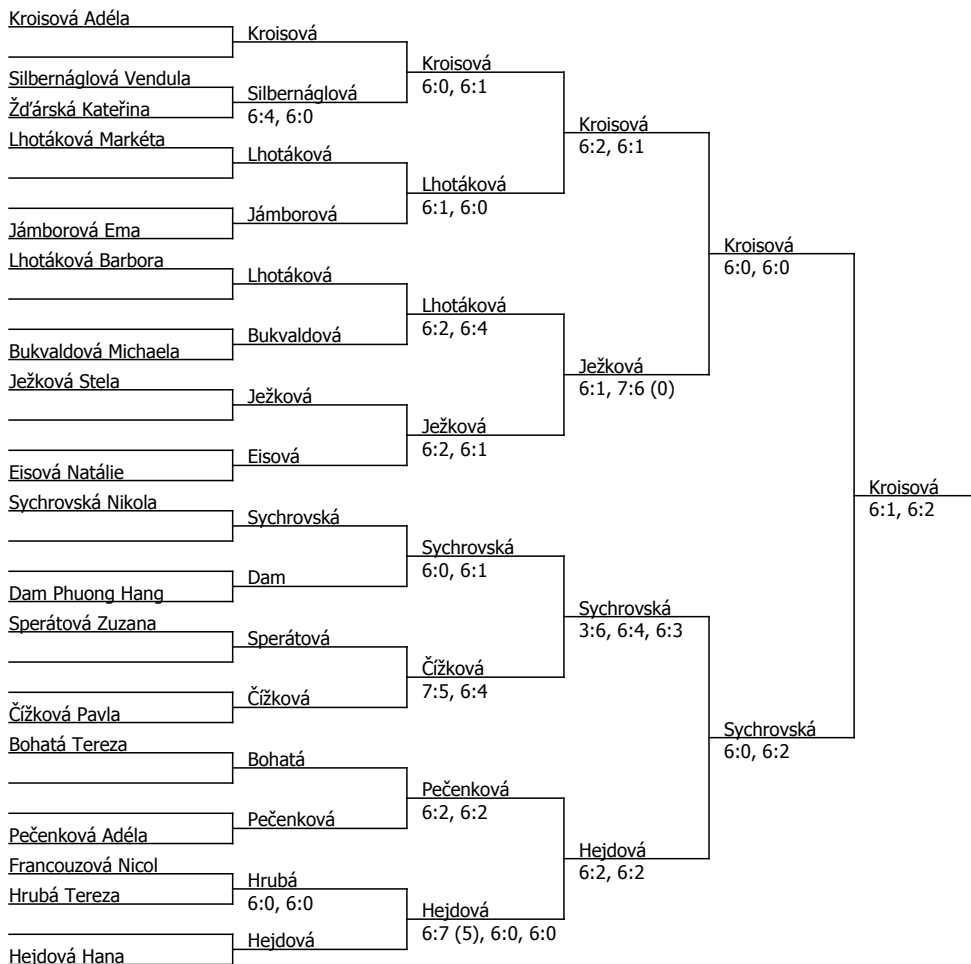 Kroisová Adéla
Silbernáglová Vendula
Žďárská Kateřina
Lhotáková Markéta
Jámborová Ema
Lhotáková Barbora
Bukvaldová Michaela
Ježková Stela
Eisová Natálie
Sychrovská Nikola
Dam Phuong Hang
Sperátová Zuzana
Čížková Pavla
Bohatá Tereza
Pečenková Adéla
Francouzová Nicol
Hrubá Tereza
Hejdová Hana
Kroisová
Silbernáglová
6:4, 6:0
Lhotáková
Jámborová
Lhotáková
Bukvaldová
Ježková
Eisová
Sychrovská
Dam
Sperátová
Čížková
Bohatá
Pečenková
Hrubá
6:0, 6:0
Hejdová
Kroisová
6:0, 6:1
Lhotáková
6:1, 6:0
Lhotáková
6:2, 6:4
Ježková
6:2, 6:1
Sychrovská
6:0, 6:1
Čížková
7:5, 6:4
Pečenková
6:2, 6:2
Hejdová
6:7 (5), 6:0, 6:0
Kroisová
6:2, 6:1
Ježková
6:1, 7:6 (0)
Sychrovská
3:6, 6:4, 6:3
Hejdová
6:2, 6:2
Kroisová
6:0, 6:0
Sychrovská
6:0, 6:2
Kroisová
6:1, 6:2